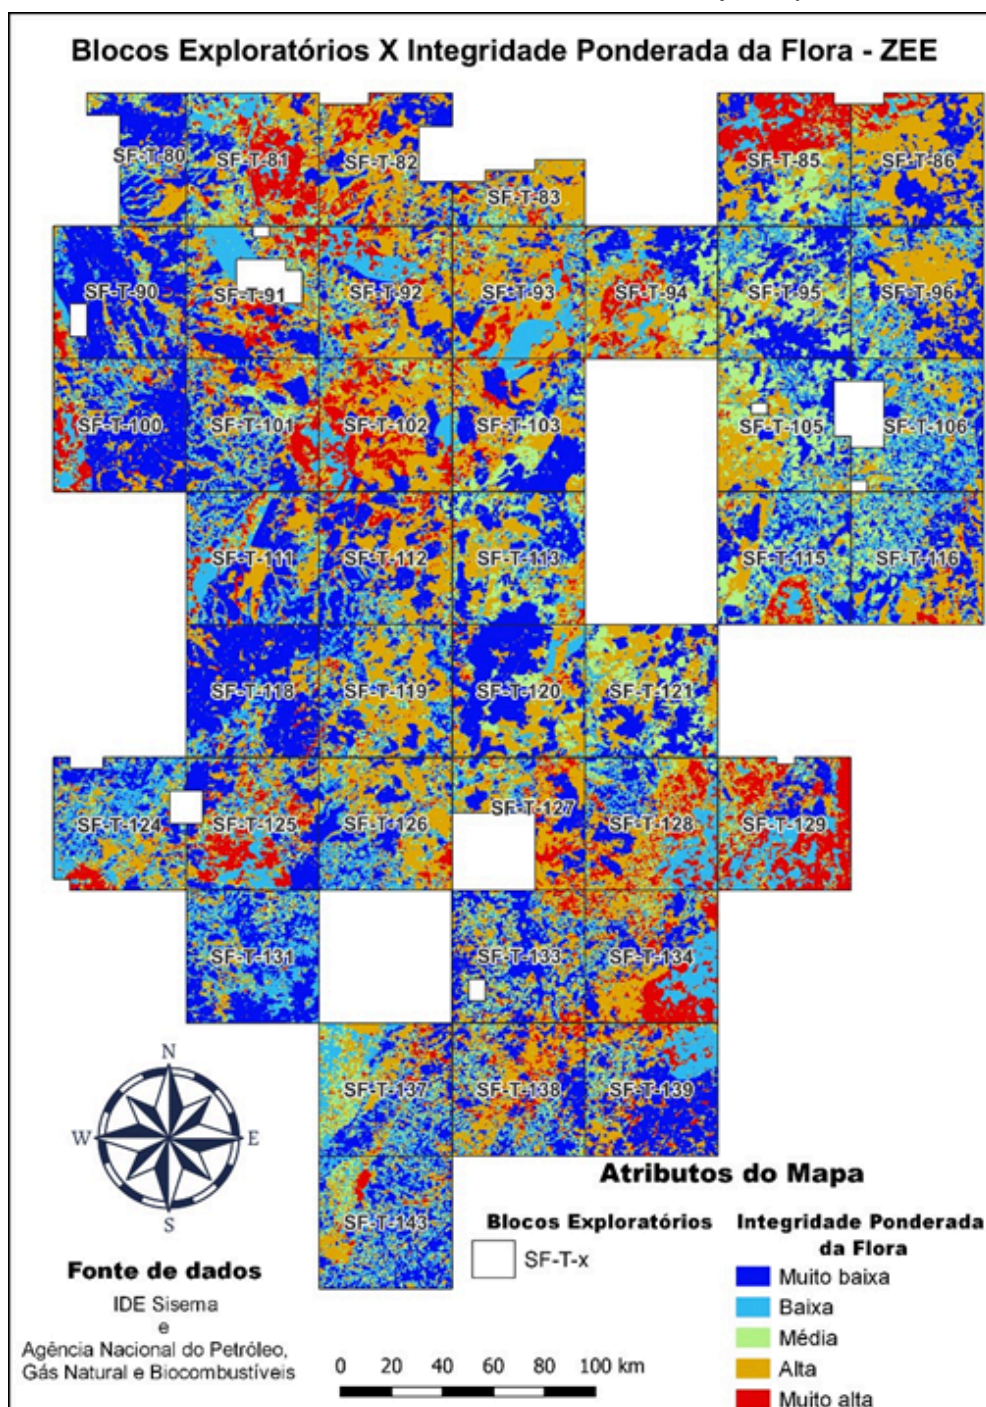 Blocos Exploratórios X Integridade Ponderada da Flora - ZEE
SF-T-80
SF-T-81
SF-T-82
SF-T-83
SF-T-85
SF-T-86
SF-T-90
SF-T-91
SF-T-92
SF-T-93
SF-T-94
SF-T-95
SF-T-96
SF-T-100
SF-T-101
SF-T-102
SF-T-103
SF-T-105
SF-T-106
SF-T-111
SF-T-112
SF-T-113
SF-T-115
SF-T-116
SF-T-118
SF-T-119
SF-T-120
SF-T-121
SF-T-124
SF-T-125
SF-T-126
SF-T-127
SF-T-128
SF-T-129
SF-T-131
SF-T-133
SF-T-134
SF-T-137
SF-T-138
SF-T-139
SF-T-143
N
W
E
S
Fonte de dados
IDE Sisema
e
Agência Nacional do Petróleo,
Gás Natural e Biocombustíveis
0 20 40 60 80 100 km
Atributos do Mapa
Blocos Exploratórios
SF-T-x
Integridade Ponderada
da Flora
Muito baixa
Baixa
Média
Alta
Muito alta